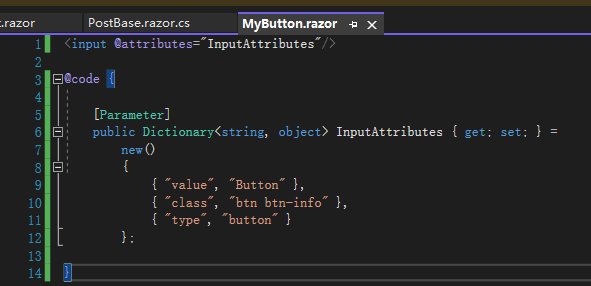 t.razor PostBase.razor.cs MyButton.razor
1 <input @attributes="InputAttributes"/>
2
3 @code {
4
5 [Parameter]
6 public Dictionary<string, object> InputAttributes { get; set; } =
7 new()
8 {
9 { "value", "Button" },
10 { "class", "btn btn-info" },
11 { "type", "button" }
12 };
13
14 }